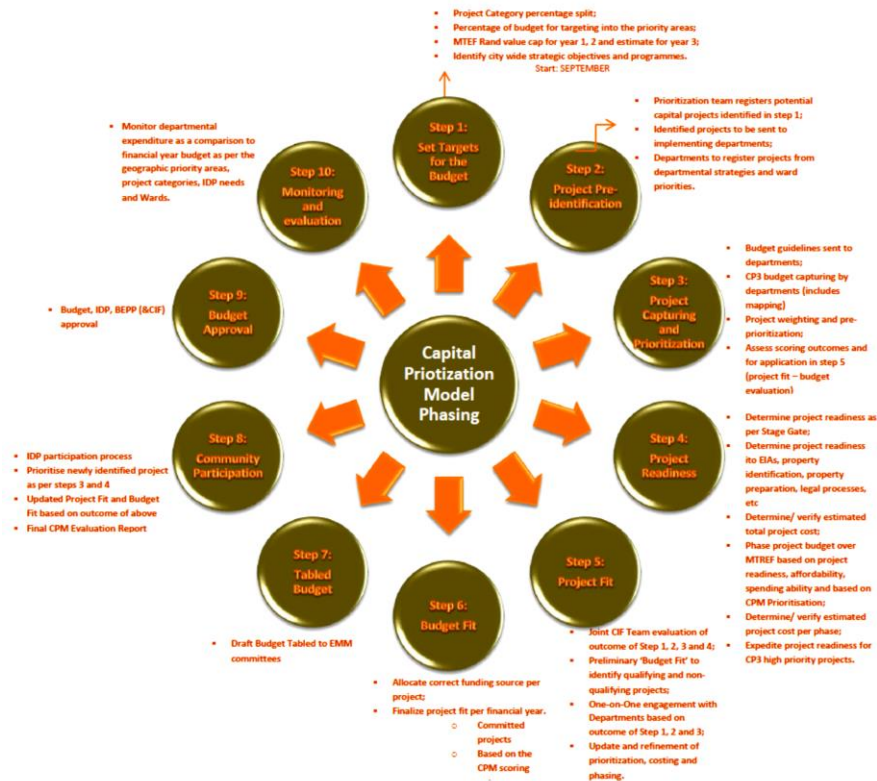 ▪ Project Category percentage split;
▪ Percentage of budget for targeting into the priority areas;
▪ MTEF Rand value cap for year 1, 2 and estimate for year 3;
▪ Identify city wide strategic objectives and programmes.
Start: SEPTEMBER
Step 1:
Set Targets
for the
Budget
▪ Prioritization team registers potential
capital projects identified in step 1;
▪ Identified projects to be sent to
implementing departments;
▪ Departments to register projects from
departmental strategies and ward
priorities.
Step 2:
Project Pre-
identification
▪ Budget guidelines sent to
departments;
▪ CP3 budget capturing by
departments (includes
mapping)
▪ Project weighting and pre-
prioritization;
▪ Assess scoring outcomes and
for application in step 5
(project fit – budget
evaluation)
Step 3:
Project
Capturing
and
Prioritization
▪ Determine project readiness as
per Stage Gate;
▪ Determine project readiness
ito EIAs, property
identification, property
preparation, legal processes,
etc
▪ Determine/ verify estimated
total project cost;
▪ Phase project budget over
MTREF based on project
readiness, affordability,
spending ability and based on
CPM Prioritisation;
▪ Determine/ verify estimated
project cost per phase;
▪ Expedite project readiness for
CP3 high priority projects.
Step 4:
Project
Readiness
Step 5:
Project Fit
▪ Joint CIF Team evaluation of
outcome of Step 1, 2, 3 and 4;
▪ Preliminary 'Budget Fit' to
identify qualifying and non-
qualifying projects;
▪ One-on-One engagement with
Departments based on
outcome of Step 1, 2 and 3;
▪ Update and refinement of
prioritization, costing and
phasing.
Step 6:
Budget Fit
▪ Allocate correct funding source per
project;
▪ Finalize project fit per financial year.
o Committed
projects
o Based on the
CPM scoring
Step 7:
Tabled
Budget
▪ Draft Budget Tabled to EMM
committees
Step 8:
Community
Participation
▪ IDP participation process
▪ Prioritise newly identified project
as per steps 3 and 4
▪ Updated Project Fit and Budget
Fit based on outcome of above
▪ Final CPM Evaluation Report
Step 9:
Budget
Approval
▪ Budget, IDP, BEPP (&CIF)
approval
Step 10:
Monitoring
and
evaluation
▪ Monitor departmental
expenditure as a comparison to
financial year budget as per the
geographic priority areas,
project categories, IDP needs
and Wards.
Capital
Priotization
Model
Phasing